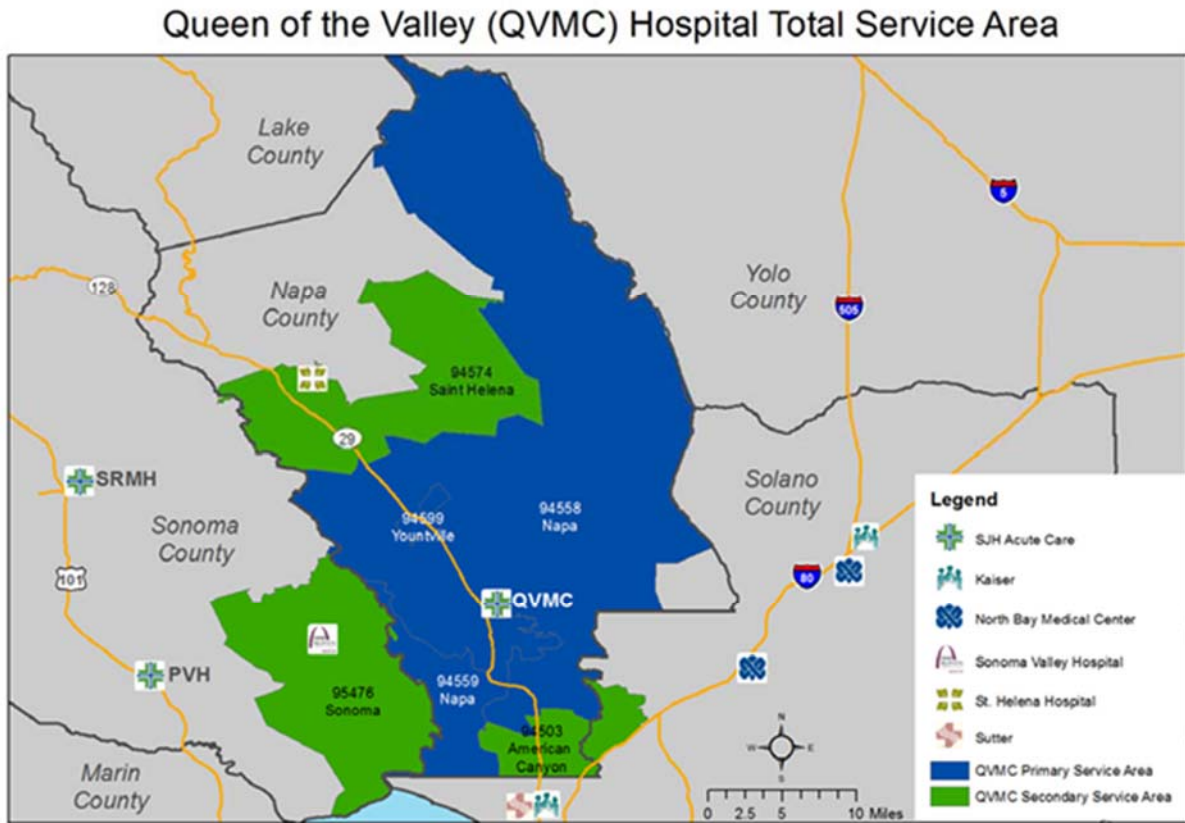 Queen of the Valley (QVMC) Hospital Total Service Area
Lake
County
5
128
Napa
County
Yolo
County
505
94574
Saint Helena
29
SRMH
Solano
County
Sonoma
County
94599
Yountville
94558
Napa
101
80
QVMC
PVH
95476
Sonoma
94559
Napa
94503
American
Canyon
Marin
County
N
W
E
S
0
2.5
5
10 Miles
Legend
SJH Acute Care
Kaiser
North Bay Medical Center
Sonoma Valley Hospital
St. Helena Hospital
Sutter
QVMC Primary Service Area
QVMC Secondary Service Area